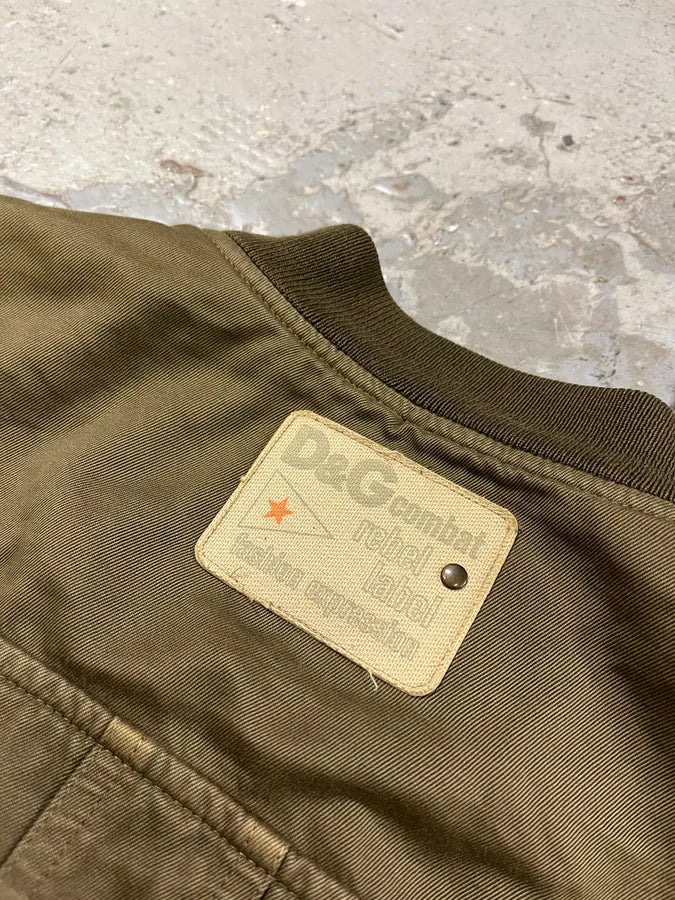 D&G combat
rebel
label
fashion expression